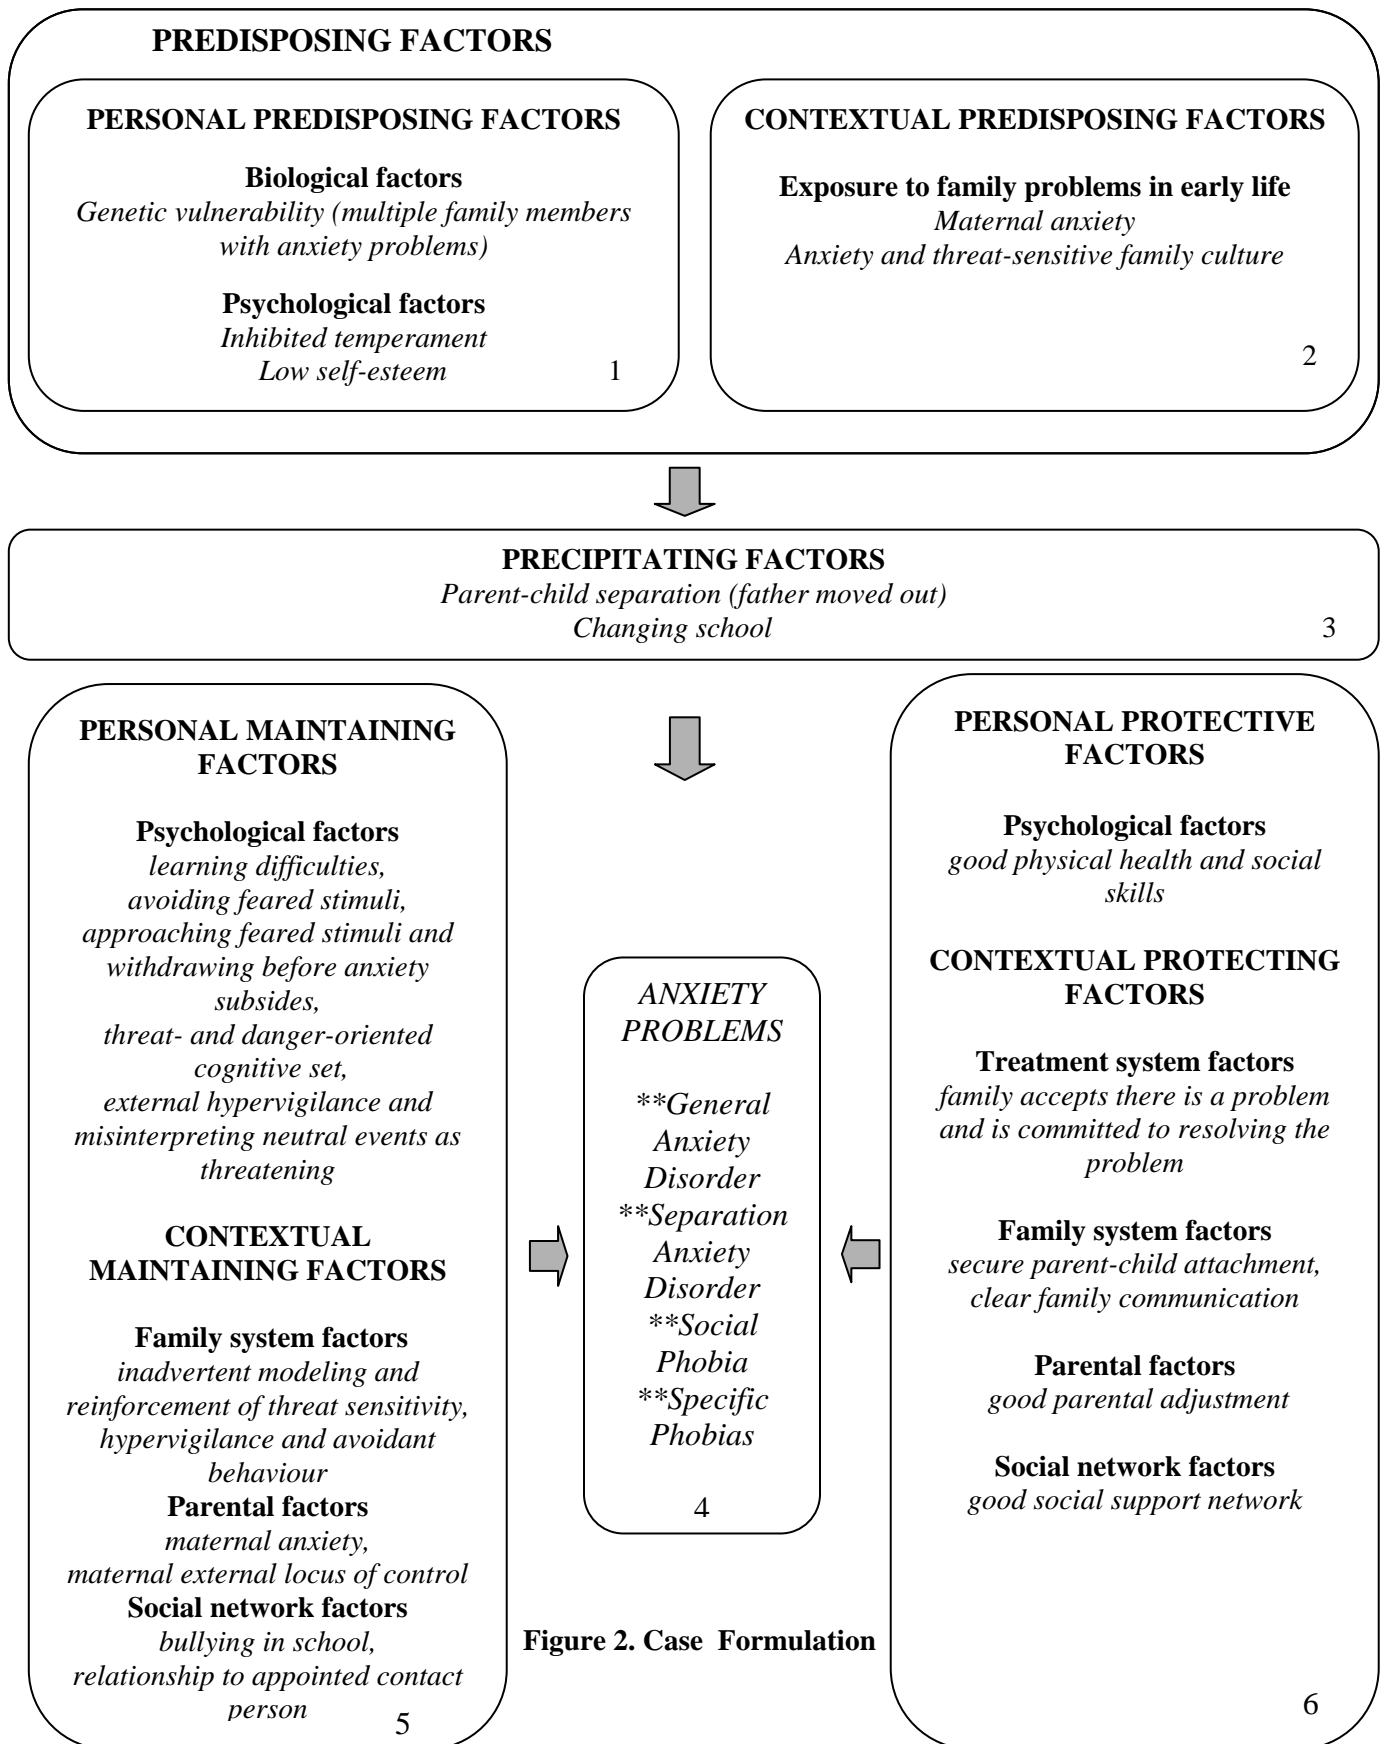 PREDISPOSING FACTORS
PERSONAL PREDISPOSING FACTORS
Biological factors
Genetic vulnerability (multiple family members
with anxiety problems)
Psychological factors
Inhibited temperament
Low self-esteem
1
CONTEXTUAL PREDISPOSING FACTORS
Exposure to family problems in early life
Maternal anxiety
Anxiety and threat-sensitive family culture
2
PRECIPITATING FACTORS
Parent-child separation (father moved out)
Changing school
3
PERSONAL MAINTAINING
FACTORS
Psychological factors
learning difficulties,
avoiding feared stimuli,
approaching feared stimuli and
withdrawing before anxiety
subsides,
threat- and danger-oriented
cognitive set,
external hypervigilance and
misinterpreting neutral events as
threatening
CONTEXTUAL
MAINTAINING FACTORS
Family system factors
inadvertent modeling and
reinforcement of threat sensitivity,
hypervigilance and avoidant
behaviour
Parental factors
maternal anxiety,
maternal external locus of control
Social network factors
bullying in school,
relationship to appointed contact
person
5
ANXIETY
PROBLEMS
**General
Anxiety
Disorder
**Separation
Anxiety
Disorder
**Social
Phobia
**Specific
Phobias
4
PERSONAL PROTECTIVE
FACTORS
Psychological factors
good physical health and social
skills
CONTEXTUAL PROTECTING
FACTORS
Treatment system factors
family accepts there is a problem
and is committed to resolving the
problem
Family system factors
secure parent-child attachment,
clear family communication
Parental factors
good parental adjustment
Social network factors
good social support network
6
Figure 2. Case Formulation